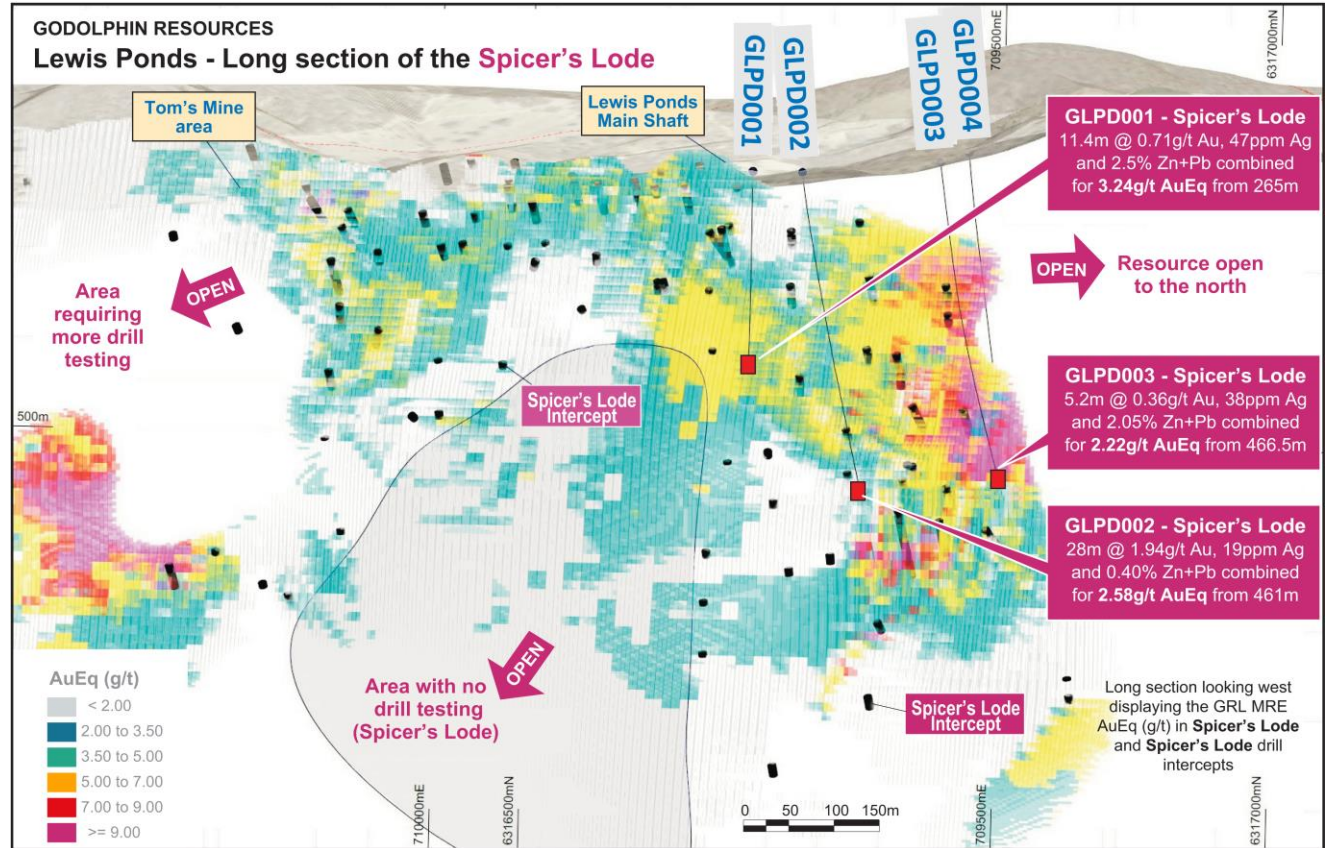 GODOLPHIN RESOURCES
Lewis Ponds - Long section of the Spicer's Lode
Tom's Mine
area
Lewis Ponds
Main Shaft
GLPD001
GLPD002
GLPD003
GLPD004
709500mE
6317000mN
GLPD001 - Spicer's Lode
11.4m @ 0.71g/t Au, 47ppm Ag
and 2.5% Zn+Pb combined
for 3.24g/t AuEq from 265m
OPEN
Resource open
to the north
OPEN
Area
requiring
more drill
testing
Spicer's Lode
Intercept
GLPD003 - Spicer's Lode
5.2m @ 0.36g/t Au, 38ppm Ag
and 2.05% Zn+Pb combined
for 2.22g/t AuEq from 466.5m
500m
GLPD002 - Spicer's Lode
28m @ 1.94g/t Au, 19ppm Ag
and 0.40% Zn+Pb combined
for 2.58g/t AuEq from 461m
OPEN
Area with no
drill testing
(Spicer's Lode)
Spicer's Lode
Intercept
Long section looking west
displaying the GRL MRE
AuEq (g/t) in Spicer's Lode
and Spicer's Lode drill
intercepts
AuEq (g/t)
< 2.00
2.00 to 3.50
3.50 to 5.00
5.00 to 7.00
7.00 to 9.00
>= 9.00
710000mE
6316500mN
0 50 100 150m
709500mE
6317000mN